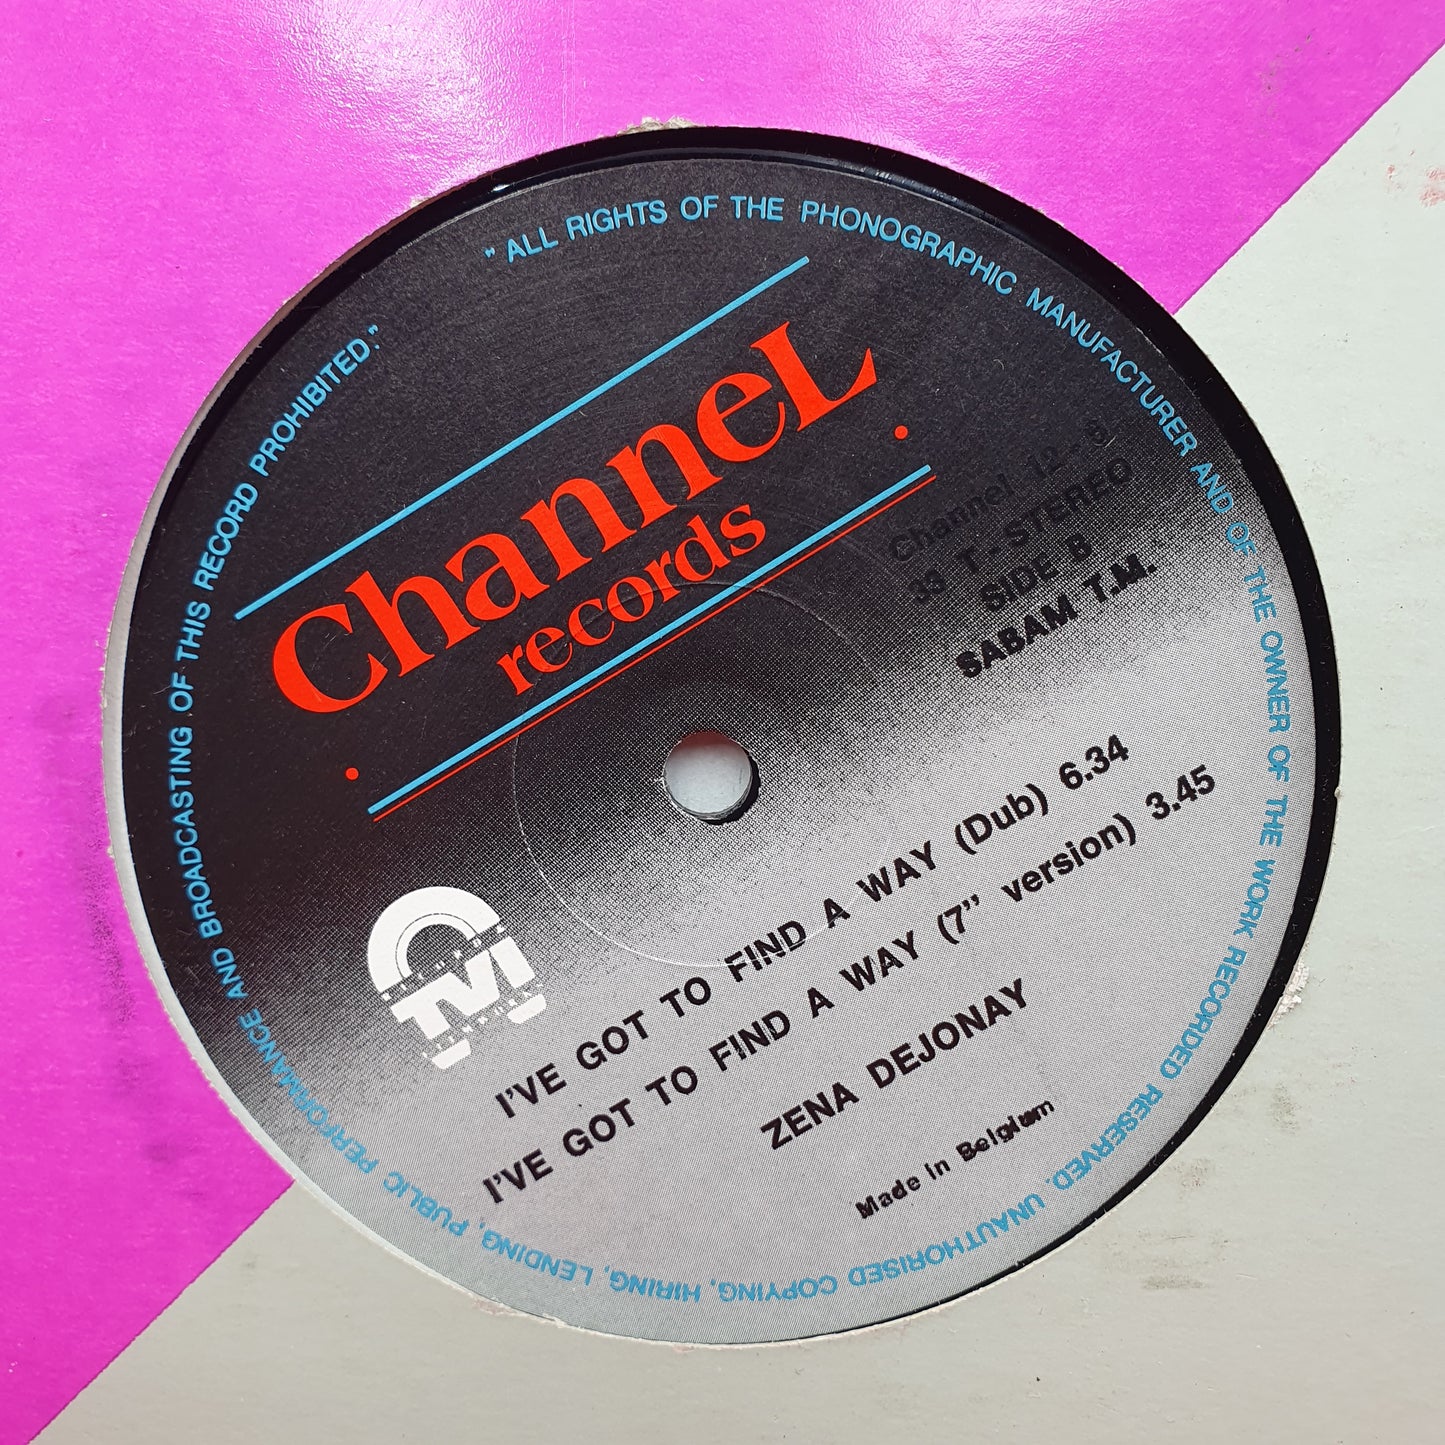 "ALL RIGHTS OF THE PHONOGRAPHIC MANUFACTURER AND OF THE OWNER OF THE WORK RECORDED RESERVED. UNAUTHORISED COPYING, HIRING, LENDING, PUBLIC PERFORMANCE AND BROADCASTING OF THIS RECORD PROHIBITED."
ChanneL
records
Channel 12
33 T - STEREO
SIDE B
SABAM T.M.
I'VE GOT TO FIND A WAY (Dub) 6.34
I'VE GOT TO FIND A WAY (7" version) 3.45
ZENA DEJONAY
Made in Belgium